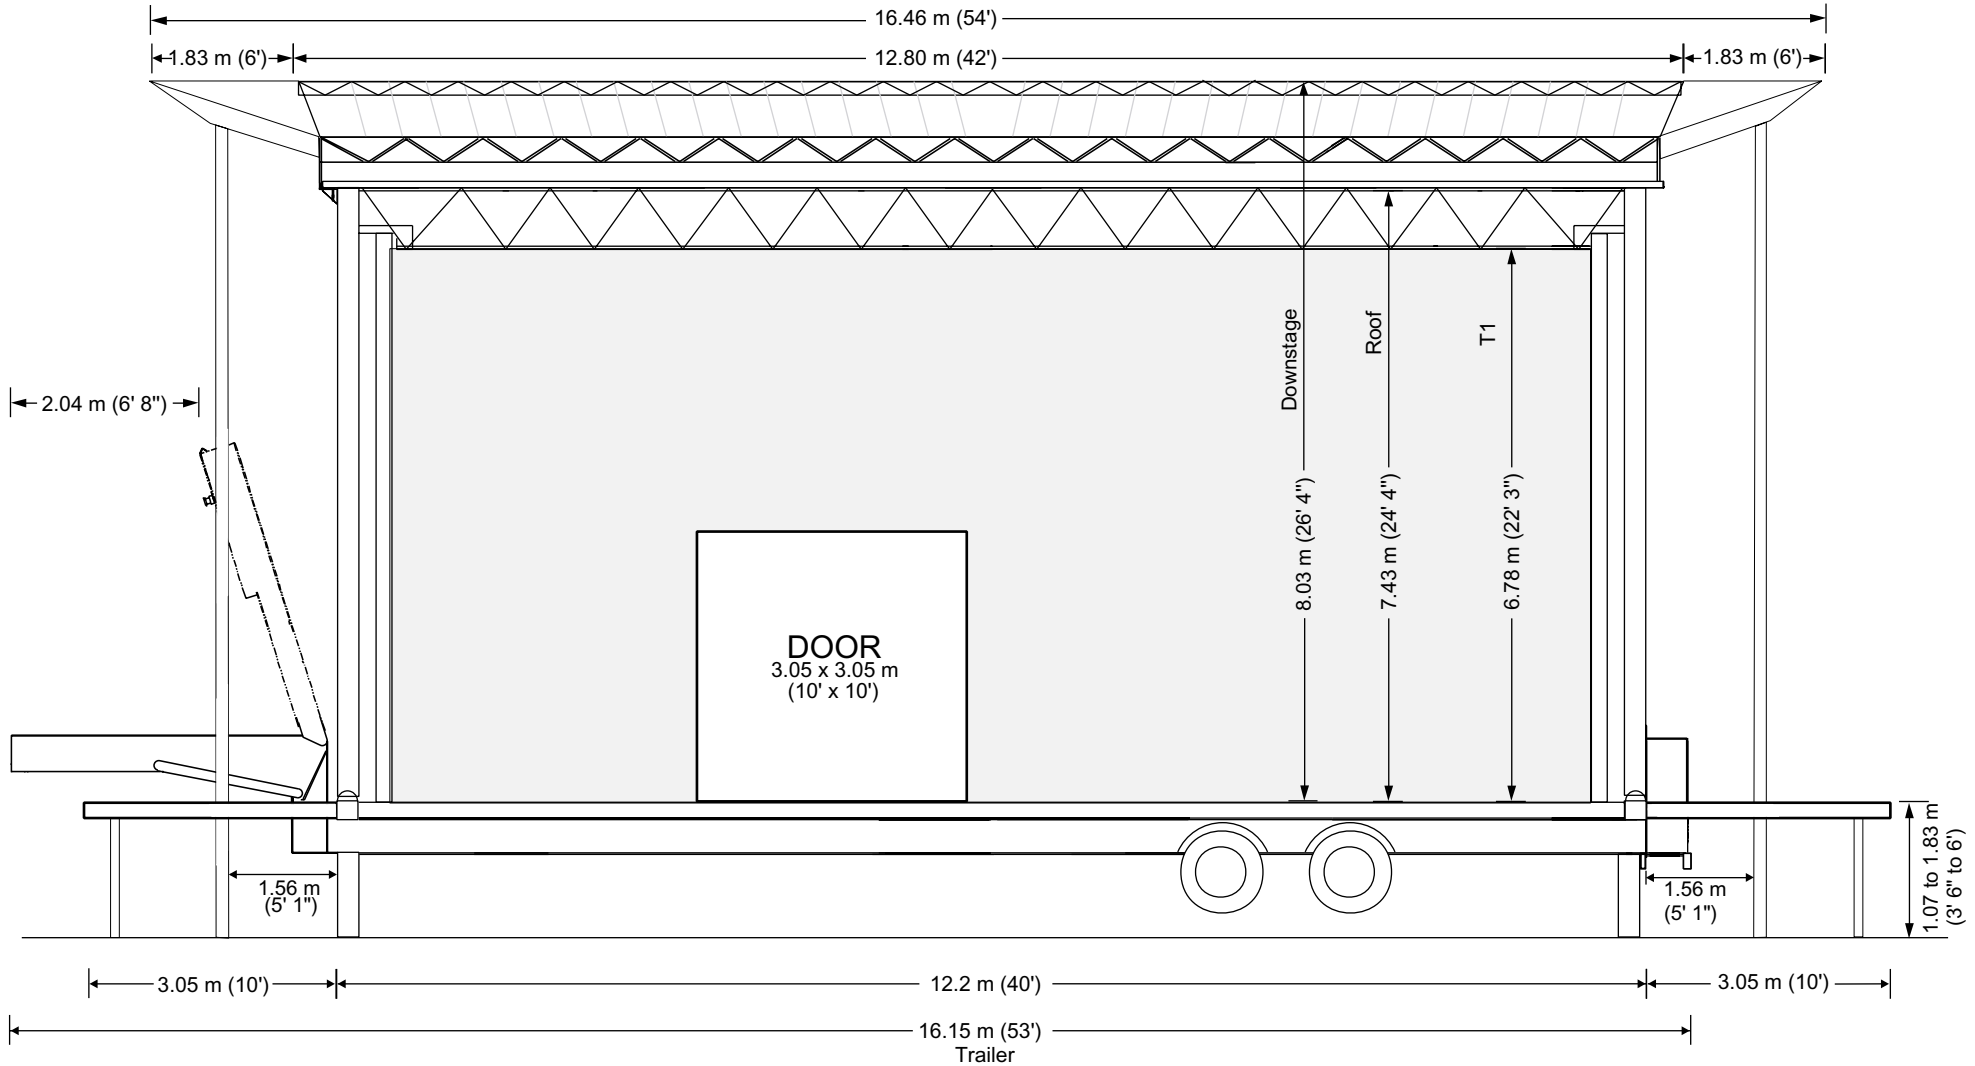 16.46 m (54')
1.83 m (6')
12.80 m (42')
1.83 m (6')
Downstage
Roof
T1
2.04 m (6' 8")
8.03 m (26' 4")
7.43 m (24' 4")
6.78 m (22' 3")
DOOR
3.05 x 3.05 m
(10' x 10')
1.56 m
(5' 1")
1.56 m
(5' 1")
1.07 to 1.83 m
(3' 6" to 6')
3.05 m (10')
12.2 m (40')
3.05 m (10')
16.15 m (53')
Trailer